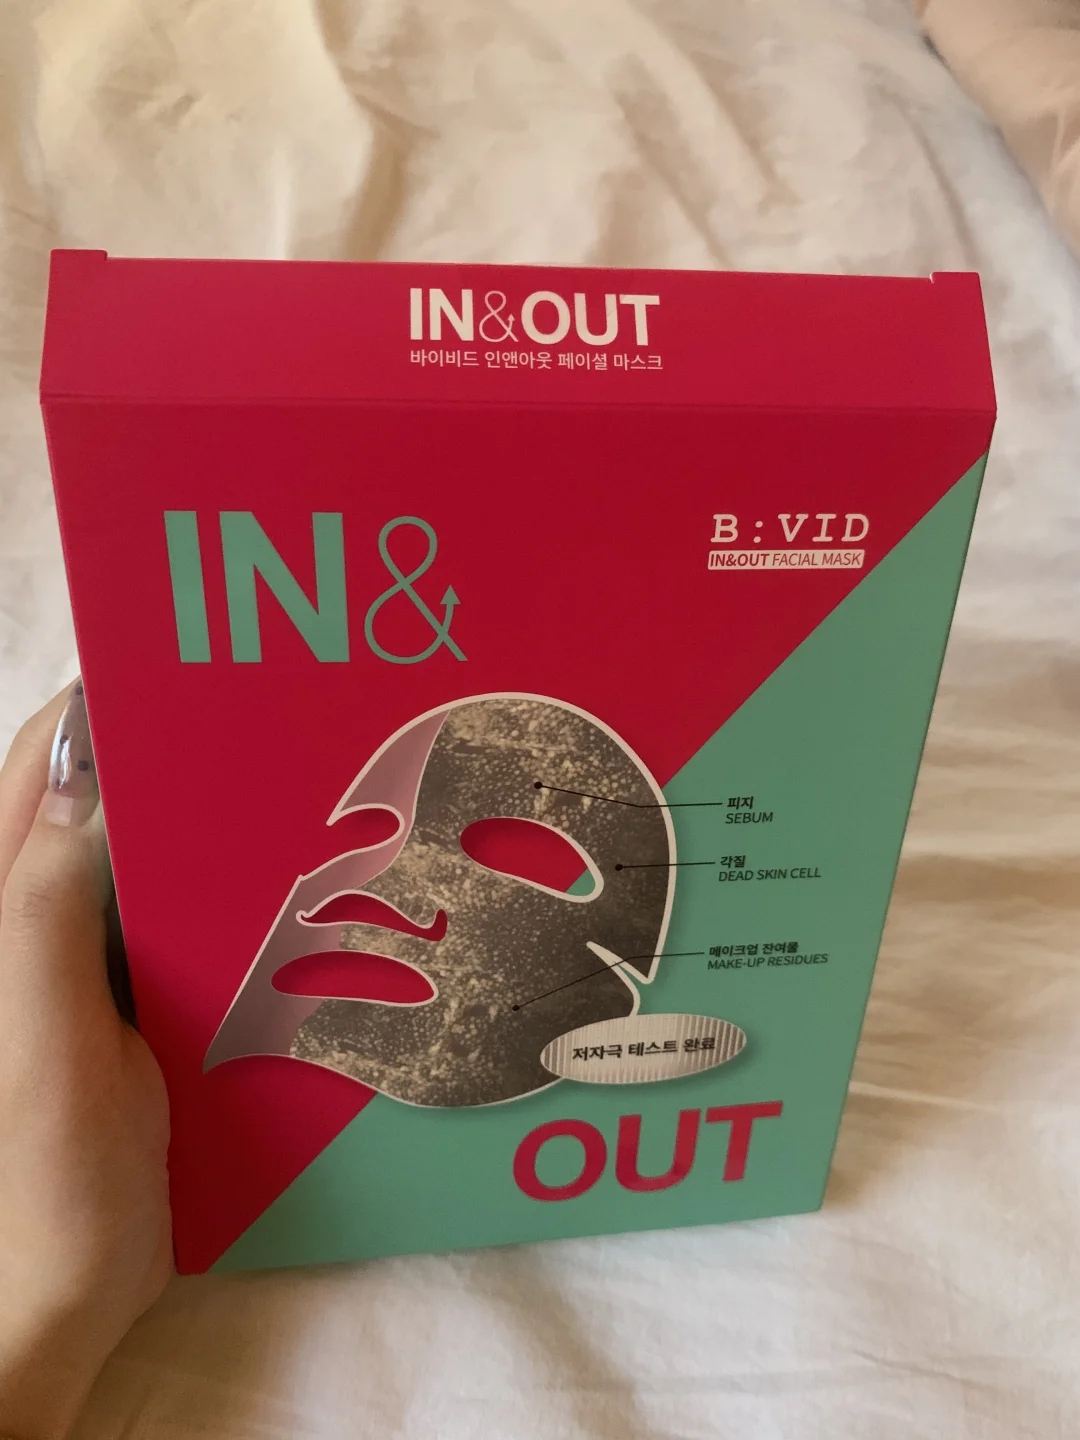 IN&OUT
바이비드 인앤아웃 페이셜 마스크
IN&
B:VID
IN&OUT FACIAL MASK
피지
SEBUM
각질
DEAD SKIN CELL
메이크업 잔여물
MAKE-UP RESIDUES
저자극 테스트 완료
OUT